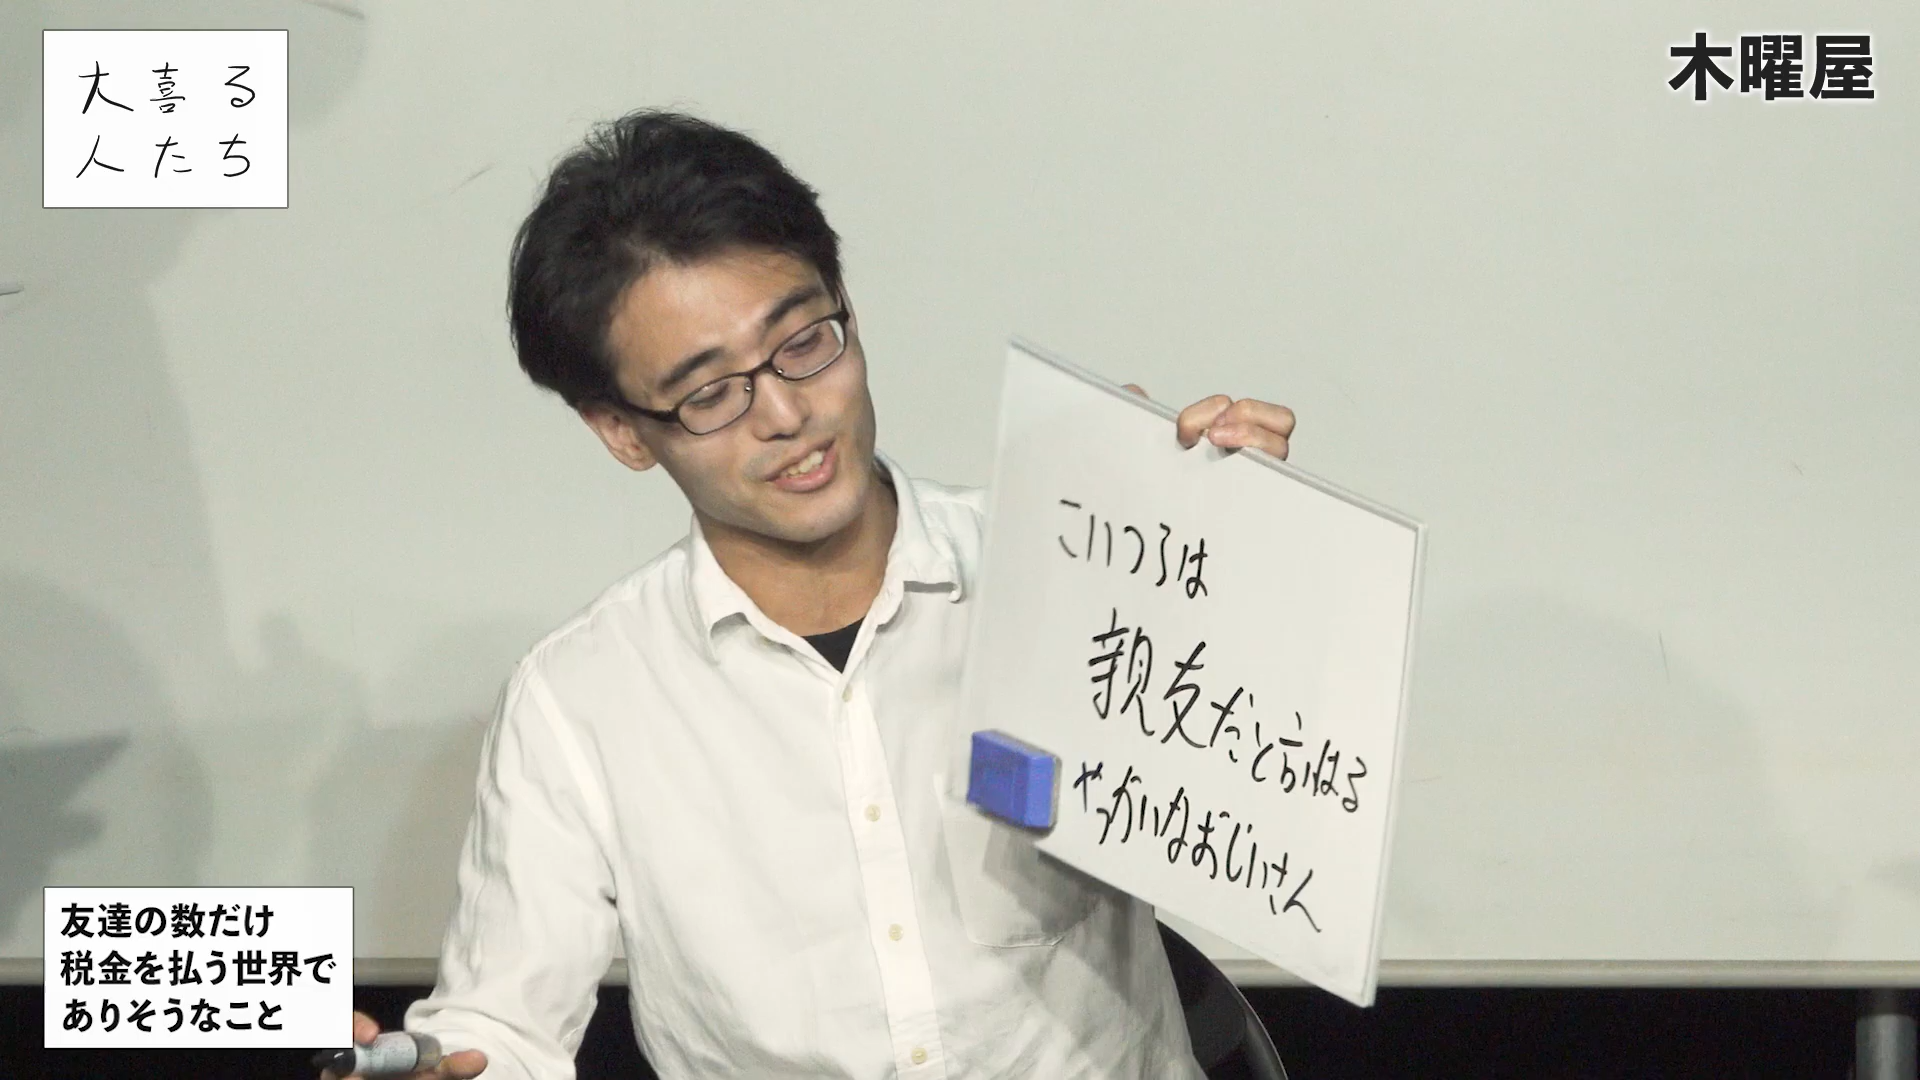 大喜る
人たち
木曜屋
こいつらは
親友だと言いはる
やっかいなおじいさん
友達の数だけ
税金を払う世界で
ありそうなこと